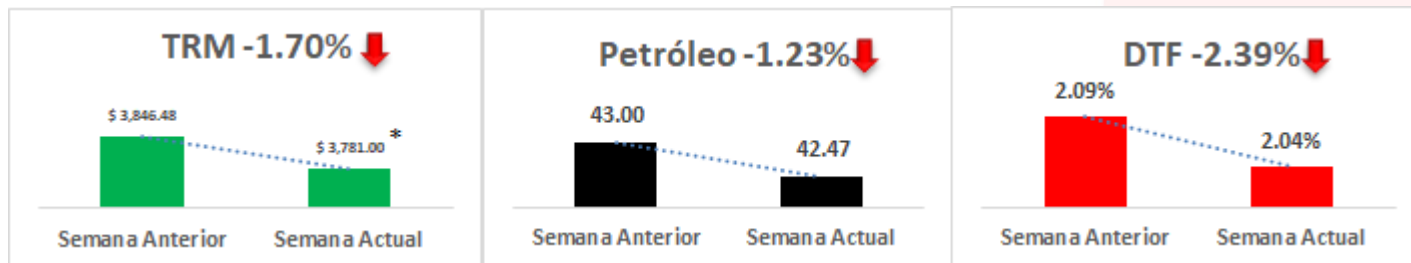 TRM -1.70%
$ 3,846.48
$ 3,781.00 *
Semana Anterior
Semana Actual
Petróleo -1.23%
43.00
42.47
Semana Anterior
Semana Actual
DTF -2.39%
2.09%
2.04%
Semana Anterior
Semana Actual